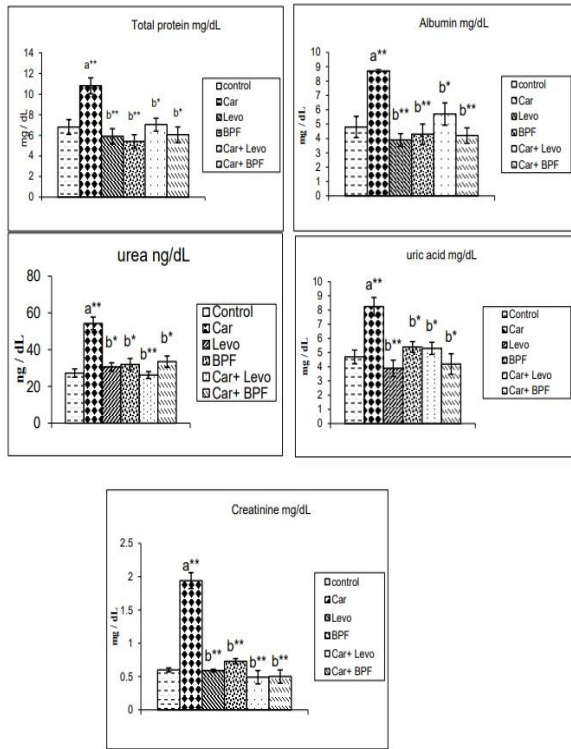 Total protein mg/dL
mg / dL
14
12
10
8
6
4
2
0
a**
b**
b**
b*
b*
control
Car
Levo
BPF
Car+ Levo
Car+ BPF
Albumin mg/dL
mg / dL
10
9
8
7
6
5
4
3
2
1
0
a**
b**
b**
b*
b**
control
Car
Levo
BPF
Car+ Levo
Car+ BPF
urea ng/dL
ng / dL
80
60
40
20
0
a**
b*
b*
b**
b*
Control
Car
Levo
BPF
Car+ Levo
Car+ BPF
uric acid mg/dL
mg / dL
10
9
8
7
6
5
4
3
2
1
0
a**
b**
b*
b*
b*
Control
Car
Levo
BPF
Car+ Levo
Car+ BPF
Creatinine mg/dL
mg / dL
2.5
2
1.5
1
0.5
0
a**
b**
b**
b**
b**
control
Car
Levo
BPF
Car+ Levo
Car+ BPF